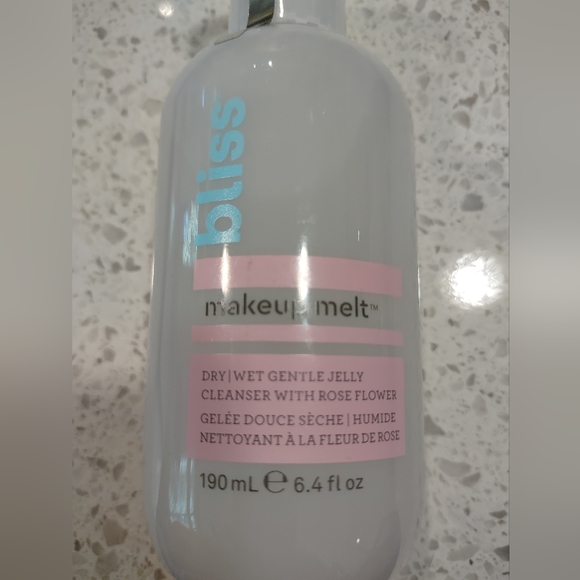 bliss
makeup melt™
DRY | WET GENTLE JELLY
CLEANSER WITH ROSE FLOWER
GELÉE DOUCE SÈCHE | HUMIDE
NETTOYANT À LA FLEUR DE ROSE
190 mL ℮ 6.4 fl oz